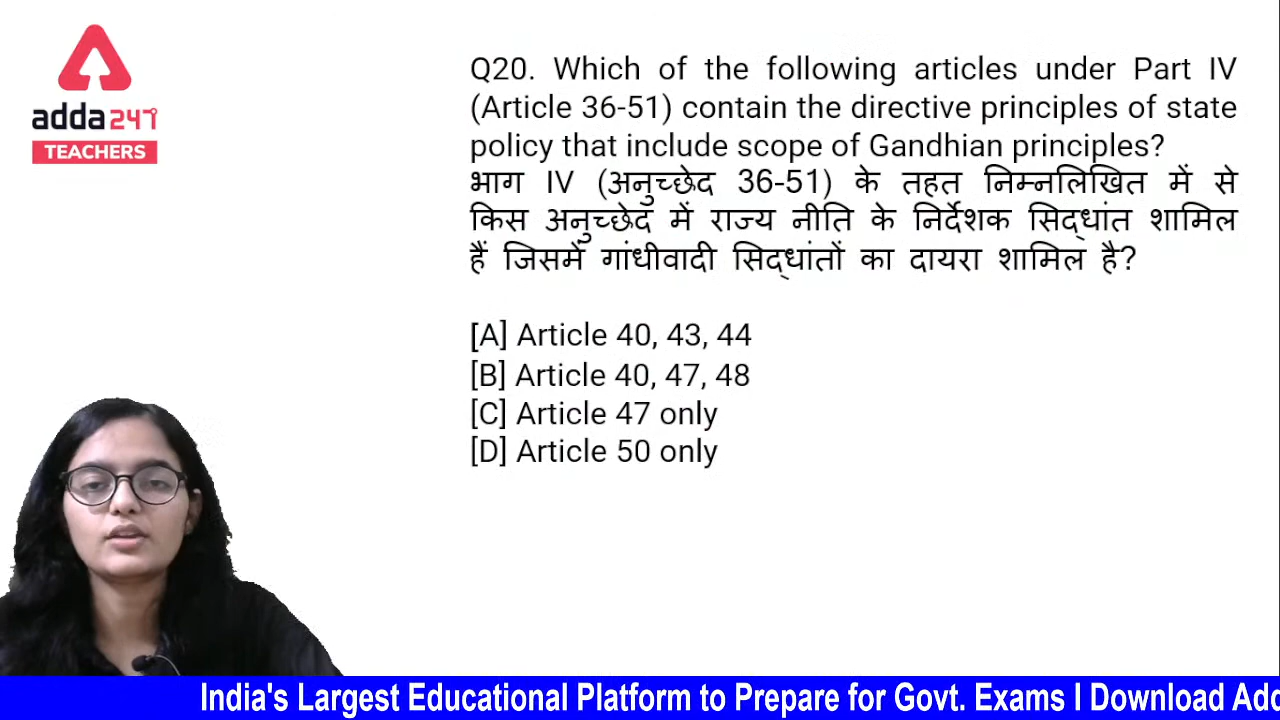 adda247
TEACHERS
Q20. Which of the following articles under Part IV
(Article 36-51) contain the directive principles of state
policy that include scope of Gandhian principles?
भाग IV (अनुच्छेद 36-51) के तहत निम्नलिखित में से
किस अनुच्छेद में राज्य नीति के निर्देशक सिद्धांत शामिल
हैं जिसमें गांधीवादी सिद्धांतों का दायरा शामिल है?
[A] Article 40, 43, 44
[B] Article 40, 47, 48
[C] Article 47 only
[D] Article 50 only
India's Largest Educational Platform to Prepare for Govt. Exams I Download Add